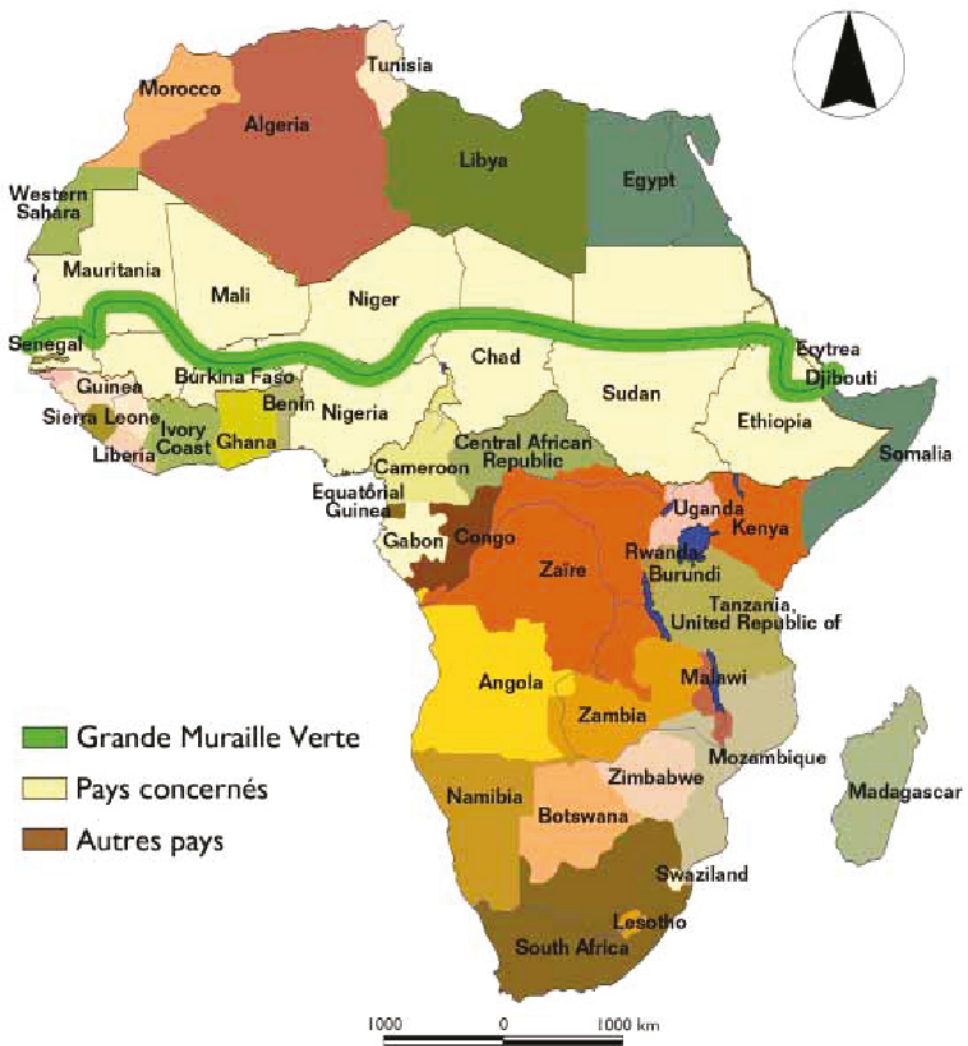 Tunisia
Morocco
Algeria
Libya
Egypt
Western
Sahara
Mauritania
Mali
Niger
Senegal
Chad
Erytrea
Djibouti
Burkina Faso
Guinea
Benin
Nigeria
Sudan
Sierra Leone
Ivory
Coast
Ghana
Ethiopia
Liberia
Central African
Republic
Somalia
Cameroon
Equatorial
Guinea
Uganda
Kenya
Gabon
Congo
Zaïre
Rwanda
Burundi
Tanzania,
United Republic of
Angola
Malawi
Zambia
Grande Muraille Verte
Mozambique
Zimbabwe
Pays concernés
Namibia
Madagascar
Botswana
Autres pays
Swaziland
Lesotho
South Africa
1000 0 1000 km